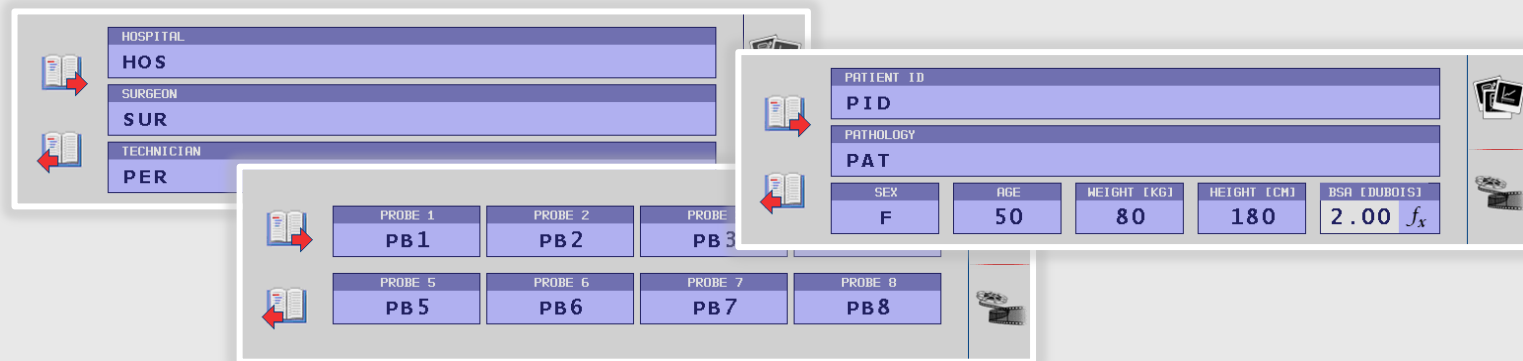 HOSPITAL
HOS
SURGEON
SUR
TECHNICIAN
PER
PROBE 1 PROBE 2 PROBE
PB1 PB2 PB3
PROBE 5 PROBE 6 PROBE 7 PROBE 8
PB5 PB6 PB7 PB8
PATIENT ID
PID
PATHOLOGY
PAT
SEX AGE WEIGHT [KG] HEIGHT [CM] BSA [DUBOIS]
F 50 80 180 2.00 fx